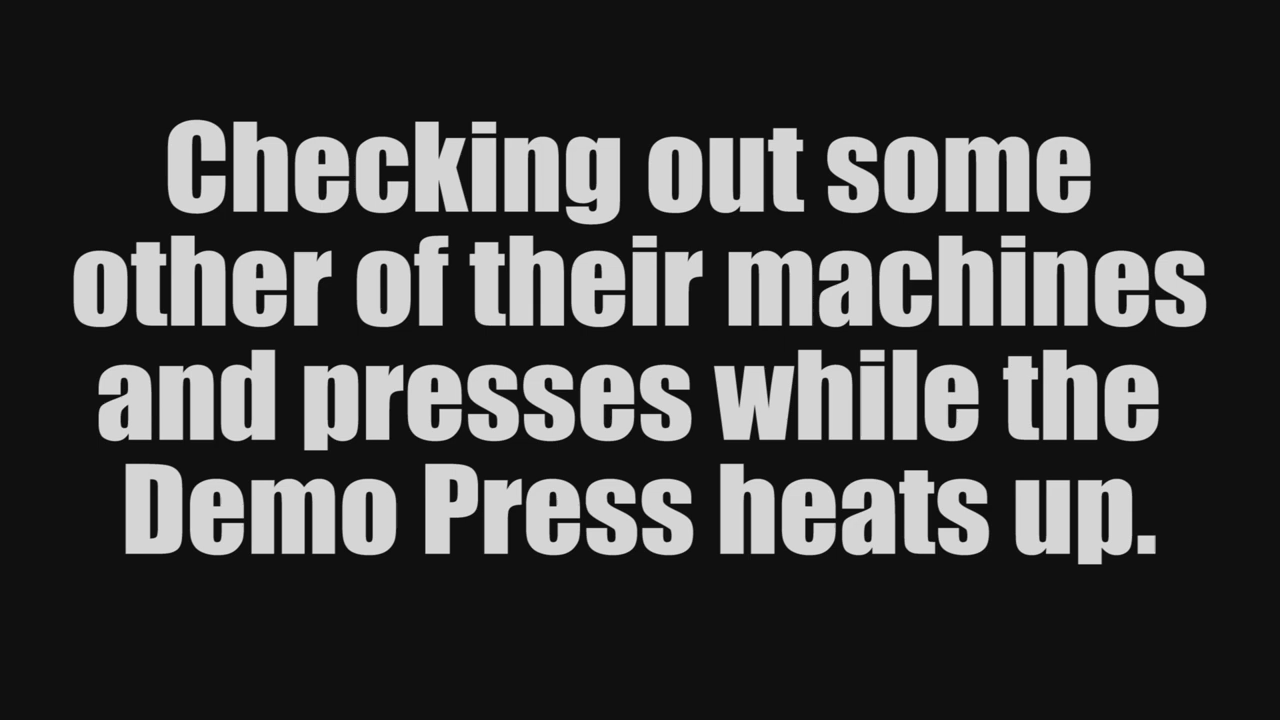 Checking out some
other of their machines
and presses while the
Demo Press heats up.